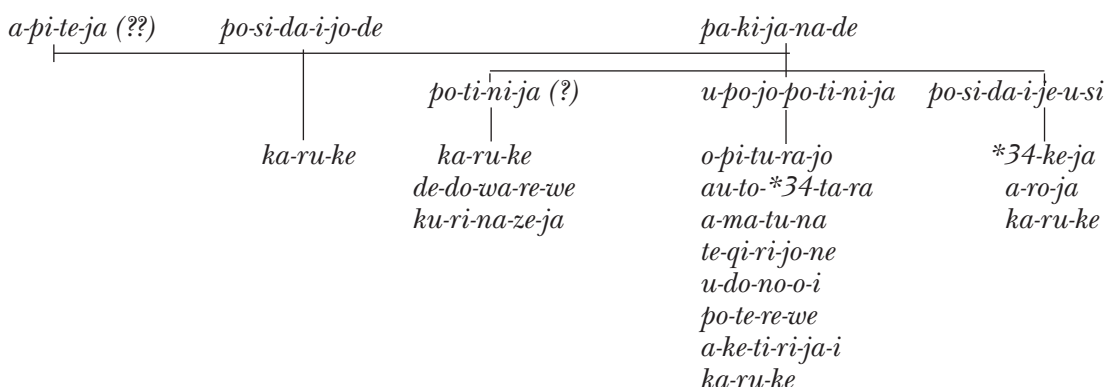 a-pi-te-ja (??) po-si-da-i-jo-de pa-ki-ja-na-de
po-ti-ni-ja (?) u-po-jo-po-ti-ni-ja po-si-da-i-je-u-si
ka-ru-ke ka-ru-ke o-pi-tu-ra-jo *34-ke-ja
de-do-wa-re-we au-to-*34-ta-ra a-ro-ja
ku-ri-na-ze-ja a-ma-tu-na ka-ru-ke
te-qi-ri-jo-ne
u-do-no-o-i
po-te-re-we
a-ke-ti-ri-ja-i
ka-ru-ke